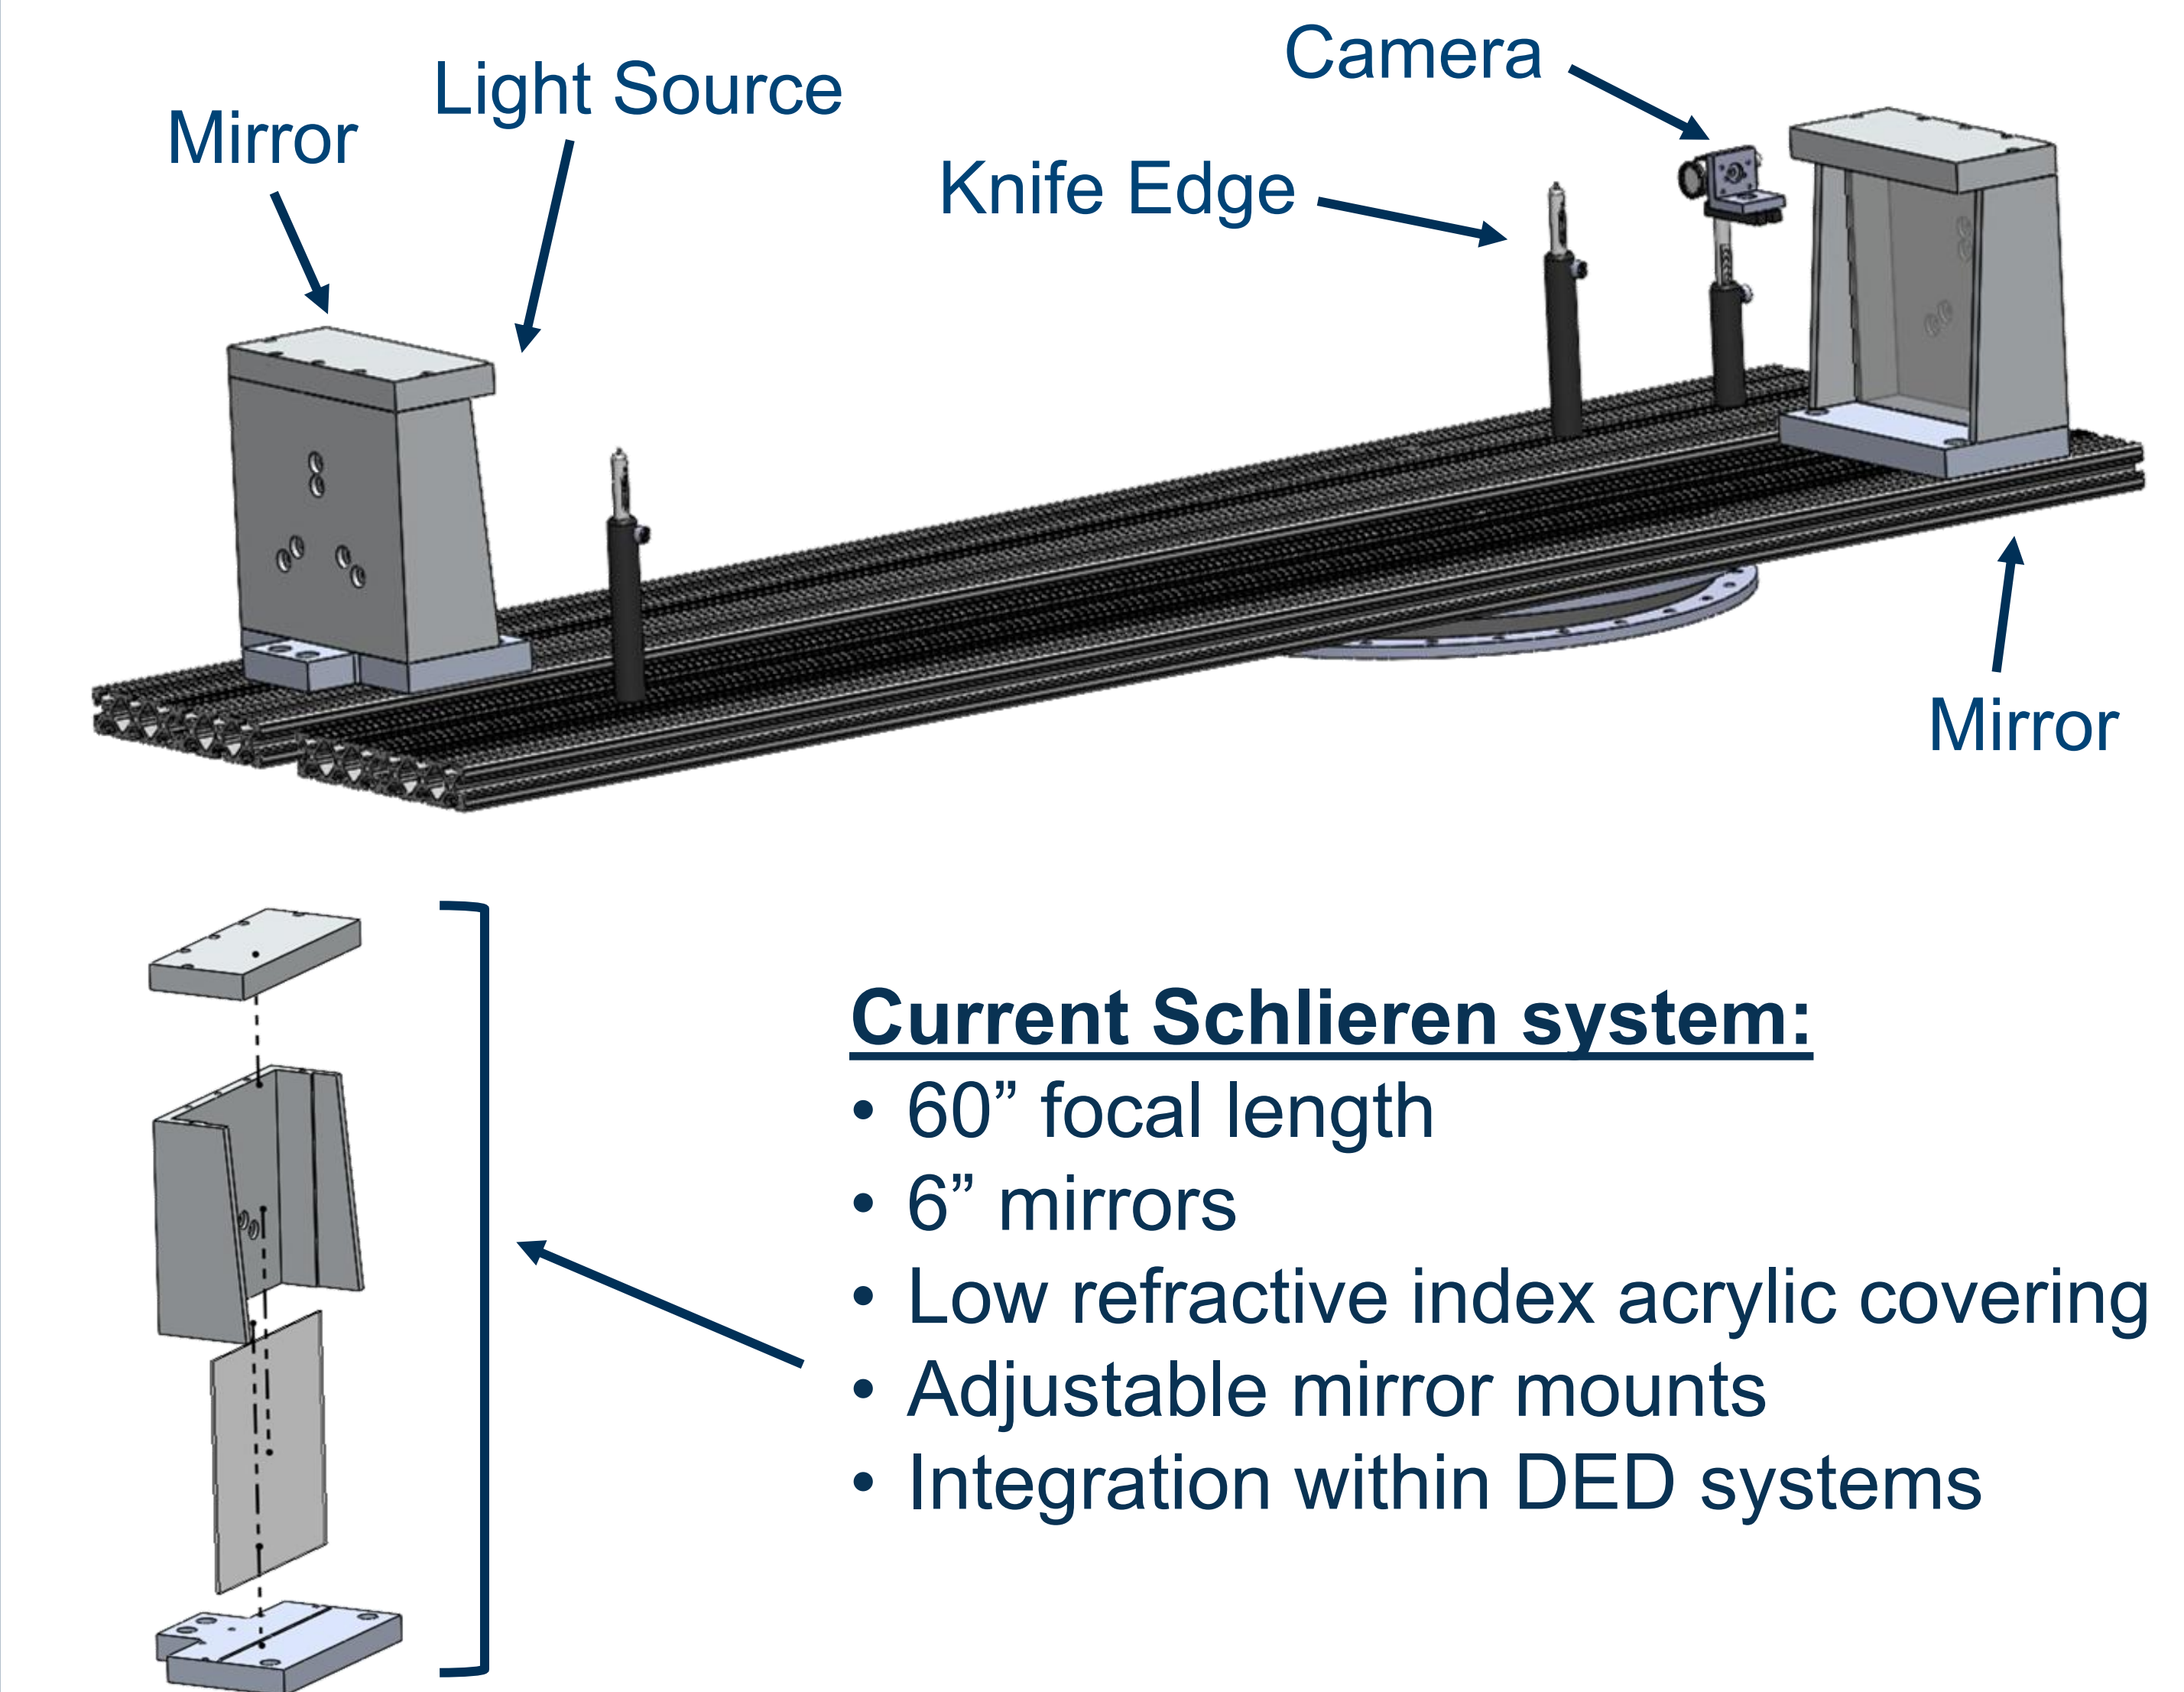 Camera
Light Source
Mirror
Knife Edge
Mirror
Current Schlieren system:
• 60” focal length
• 6” mirrors
• Low refractive index acrylic covering
• Adjustable mirror mounts
• Integration within DED systems